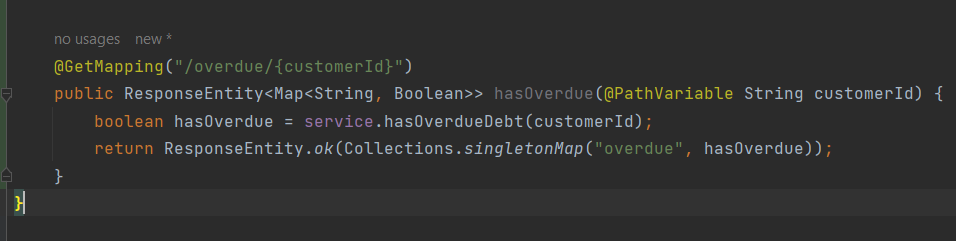 no usages   new *
@GetMapping("/overdue/{customerId}")
public ResponseEntity<Map<String, Boolean>> hasOverdue(@PathVariable String customerId) {
    boolean hasOverdue = service.hasOverdueDebt(customerId);
    return ResponseEntity.ok(Collections.singletonMap("overdue", hasOverdue));
}
}